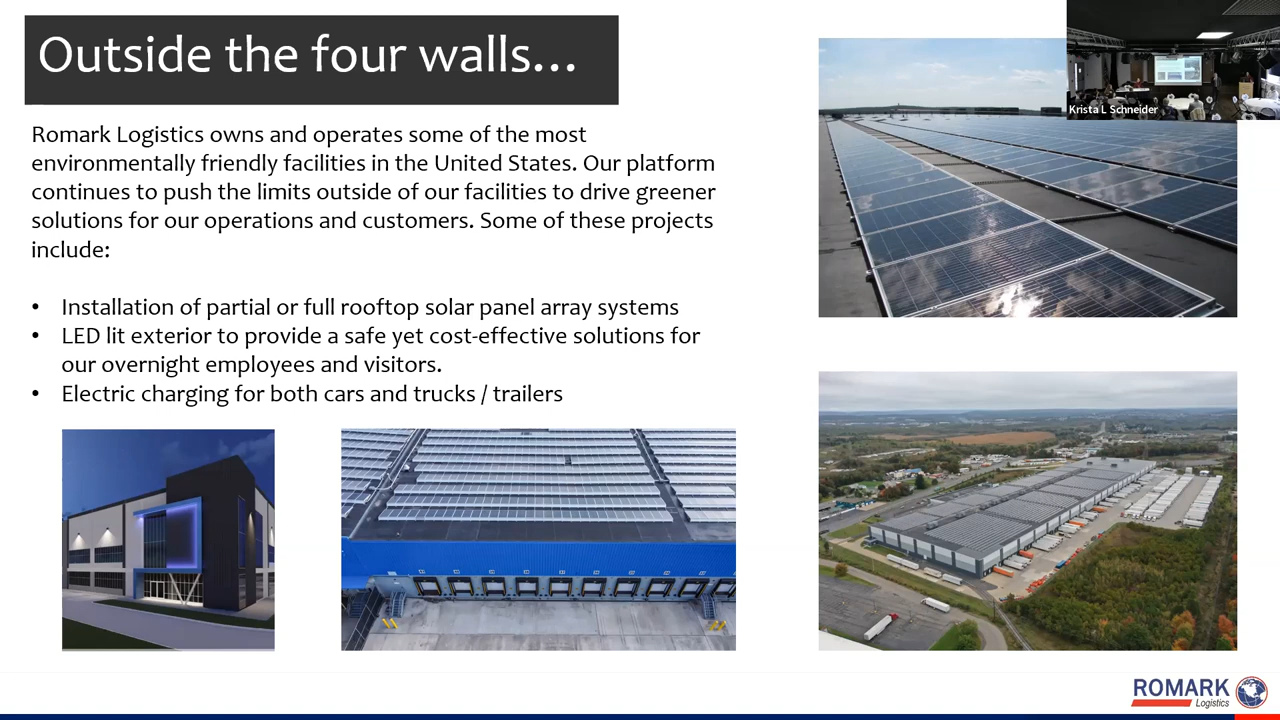 Outside the four walls...
Krista L Schneider
Romark Logistics owns and operates some of the most
environmentally friendly facilities in the United States. Our platform
continues to push the limits outside of our facilities to drive greener
solutions for our operations and customers. Some of these projects
include:
• Installation of partial or full rooftop solar panel array systems
• LED lit exterior to provide a safe yet cost-effective solutions for
our overnight employees and visitors.
• Electric charging for both cars and trucks / trailers
ROMARK
Logistics